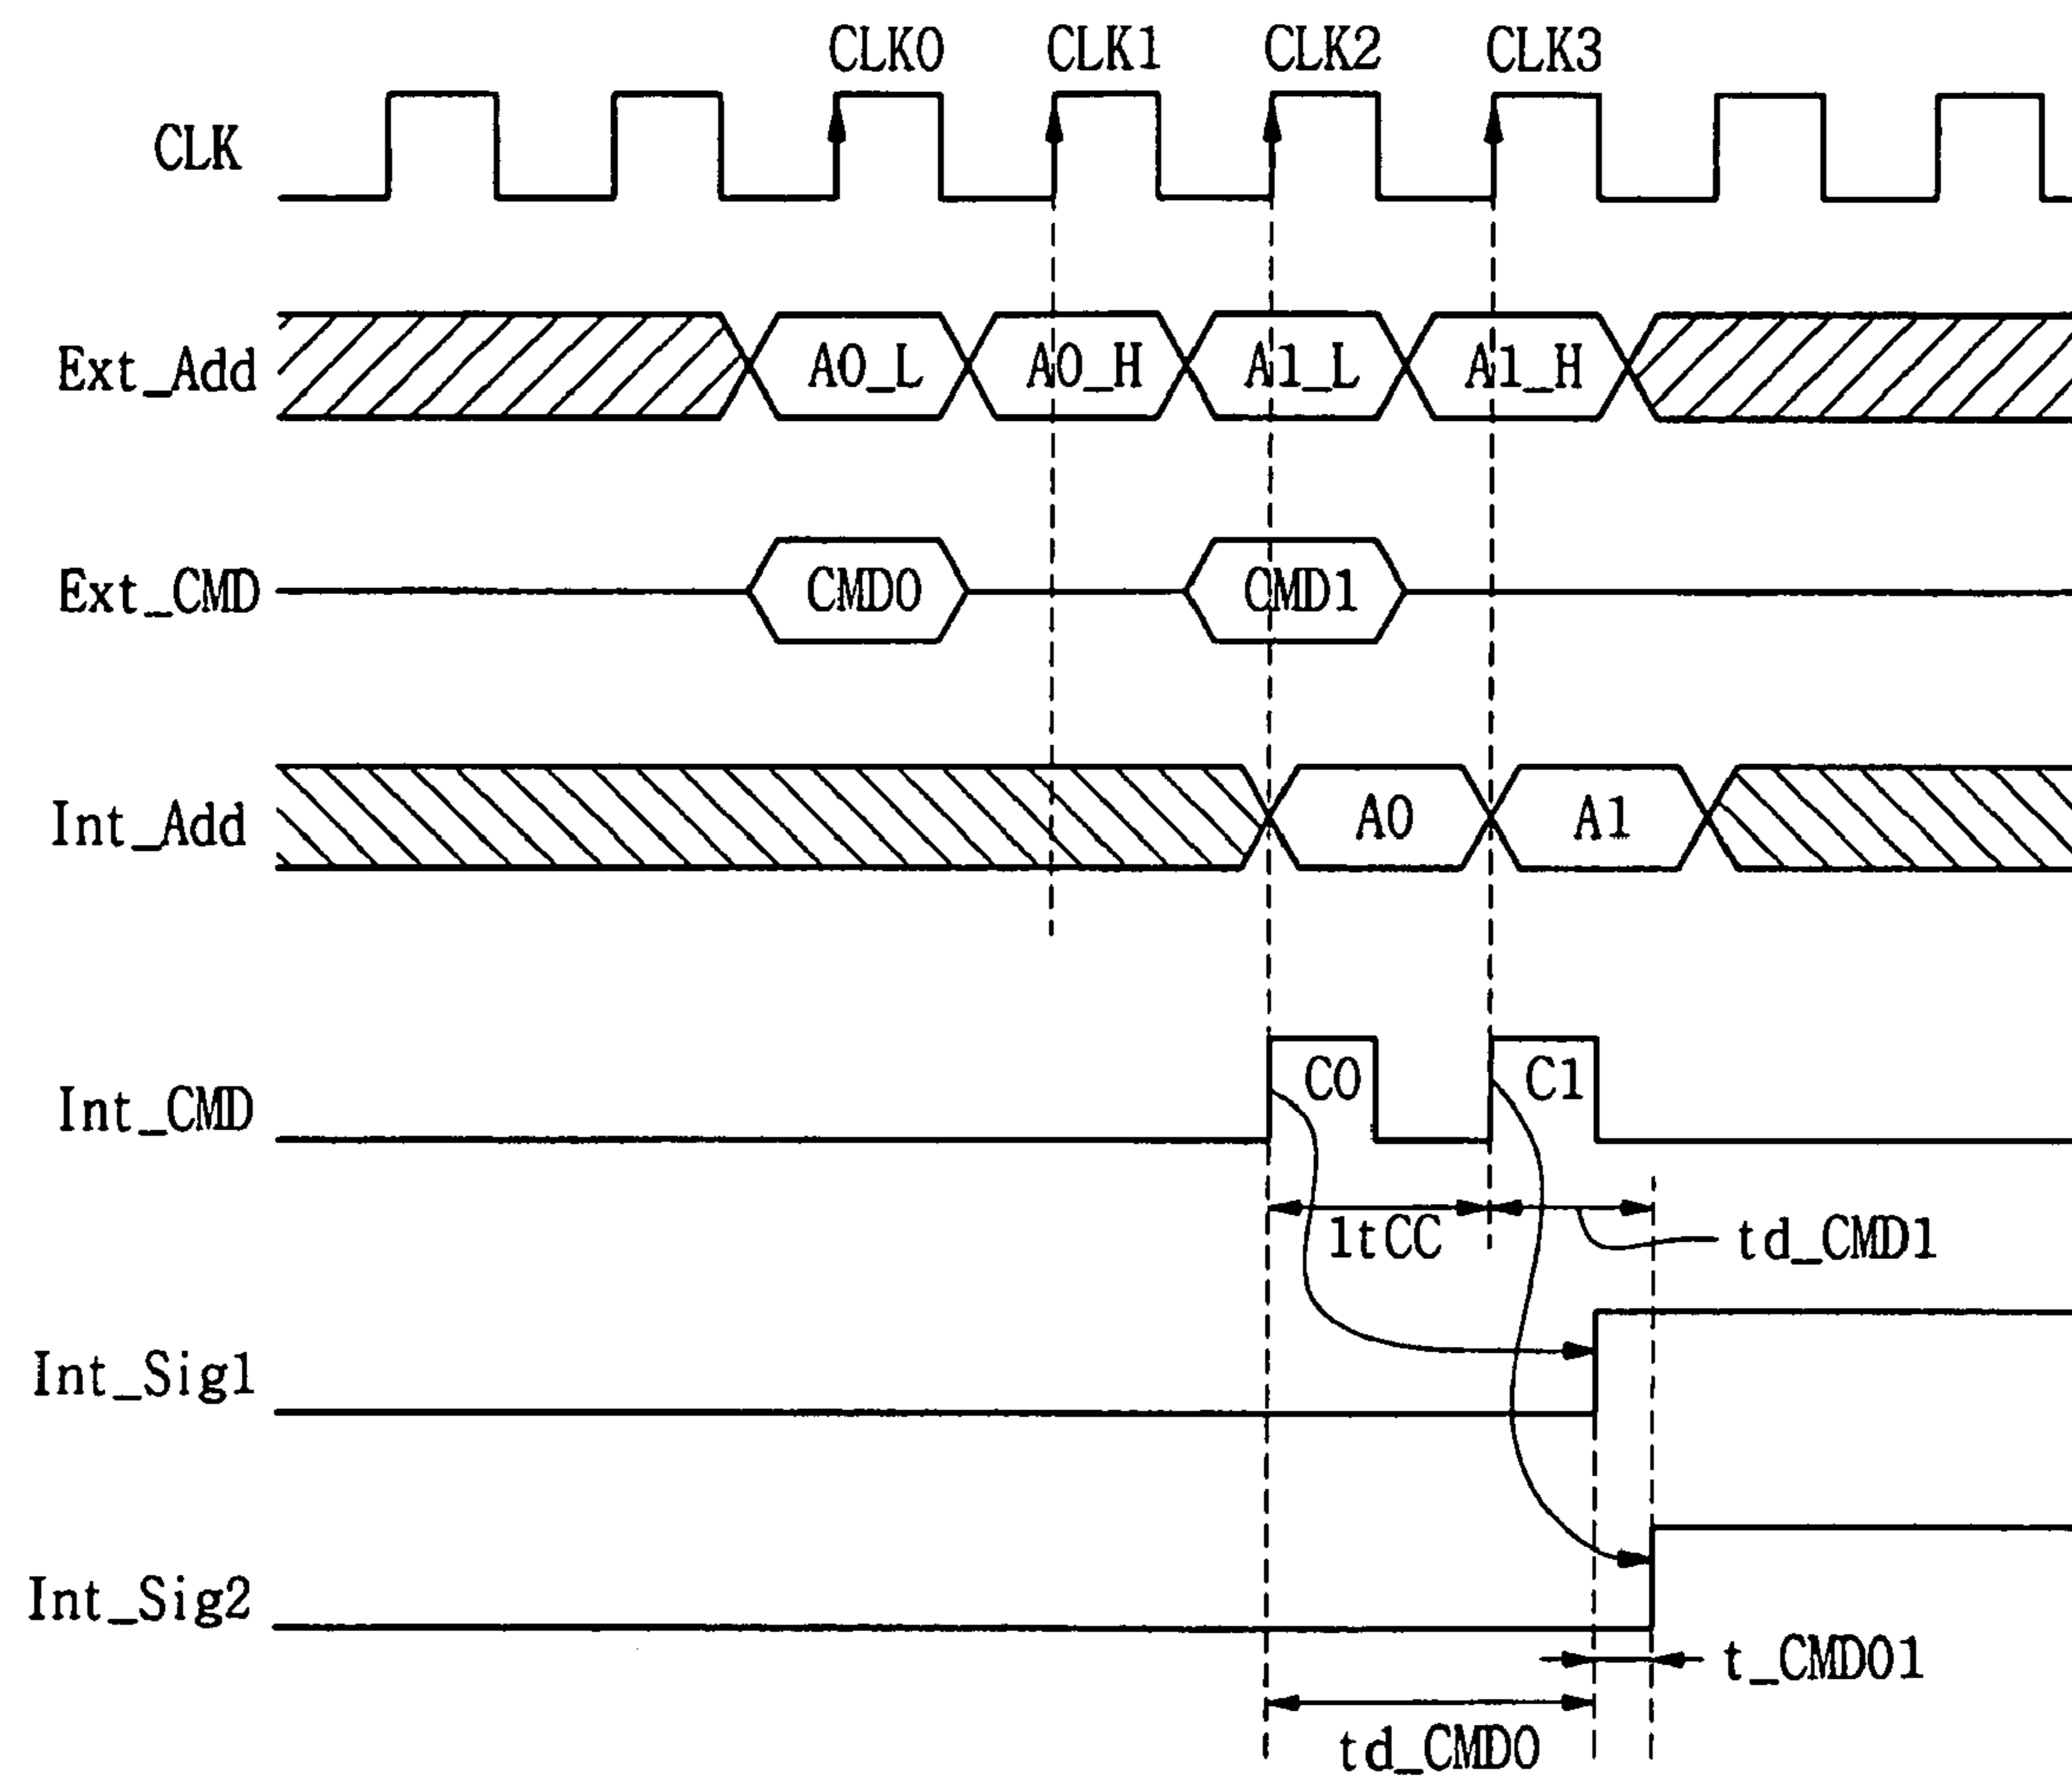 CLK0 CLK1 CLK2 CLK3
CLK
Ext_Add A0_L A0_H A1_L A1_H
Ext_CMD CMD0 CMD1
Int_Add A0 A1
Int_CMD C0 C1
1tCC td_CMD1
Int_Sig1
Int_Sig2
t_CMD01
td_CMD0